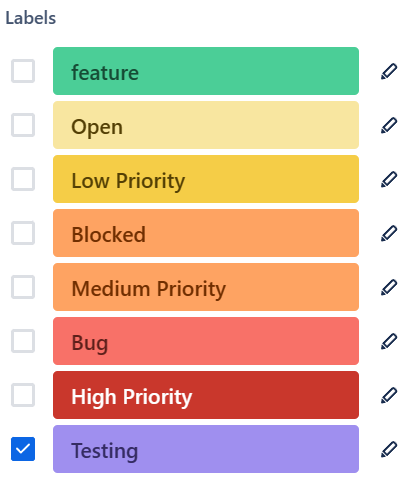 Labels
feature
Open
Low Priority
Blocked
Medium Priority
Bug
High Priority
Testing